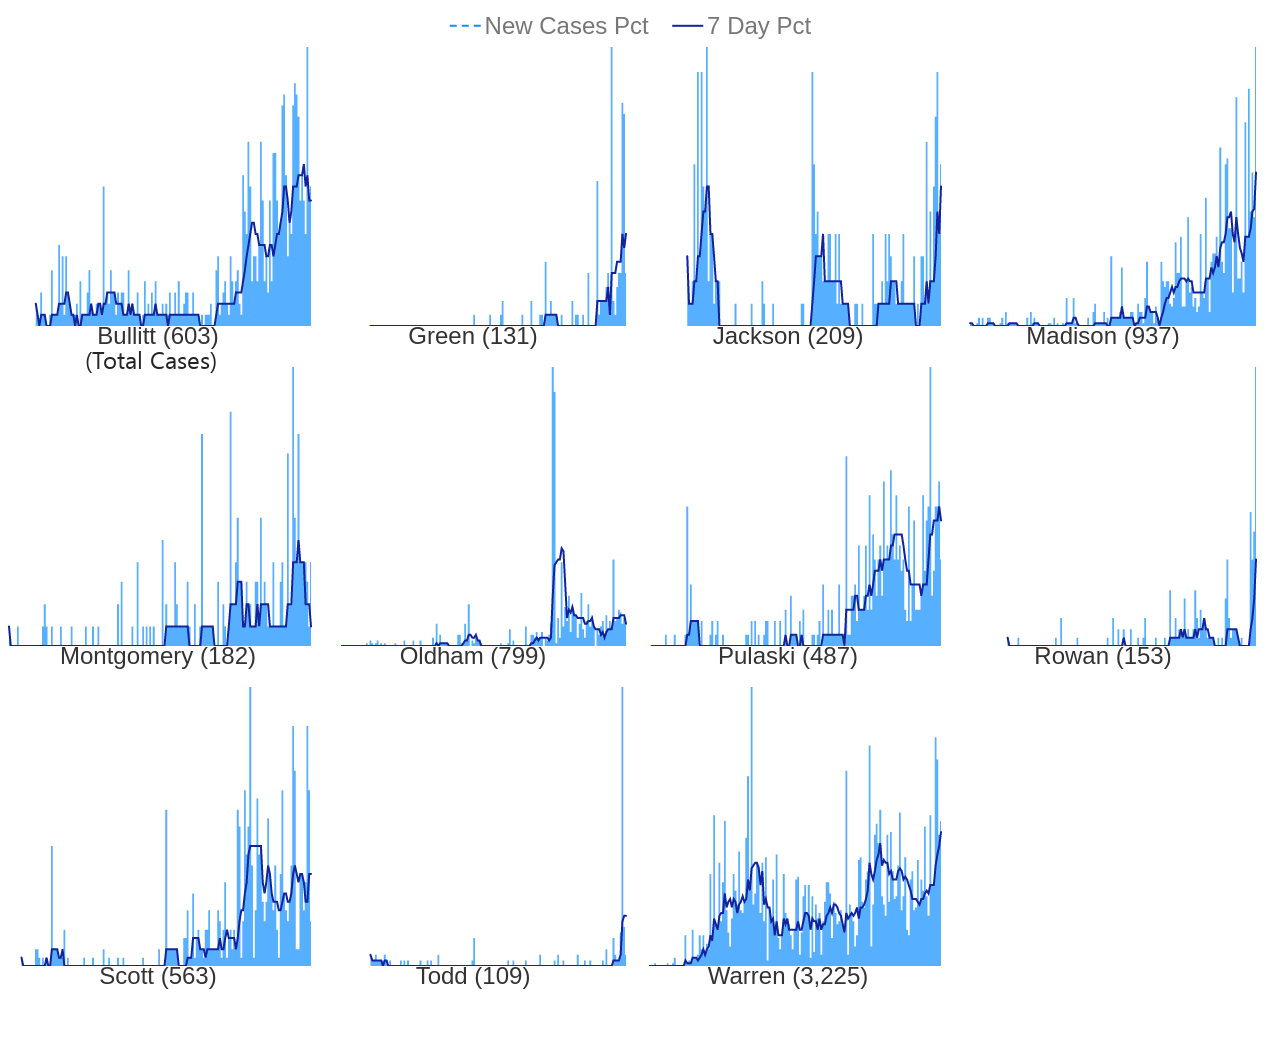 New Cases Pct 7 Day Pct
Bullitt (603) Green (131) Jackson (209) Madison (937)
(Total Cases)
Montgomery (182) Oldham (799) Pulaski (487) Rowan (153)
Scott (563) Todd (109) Warren (3,225)